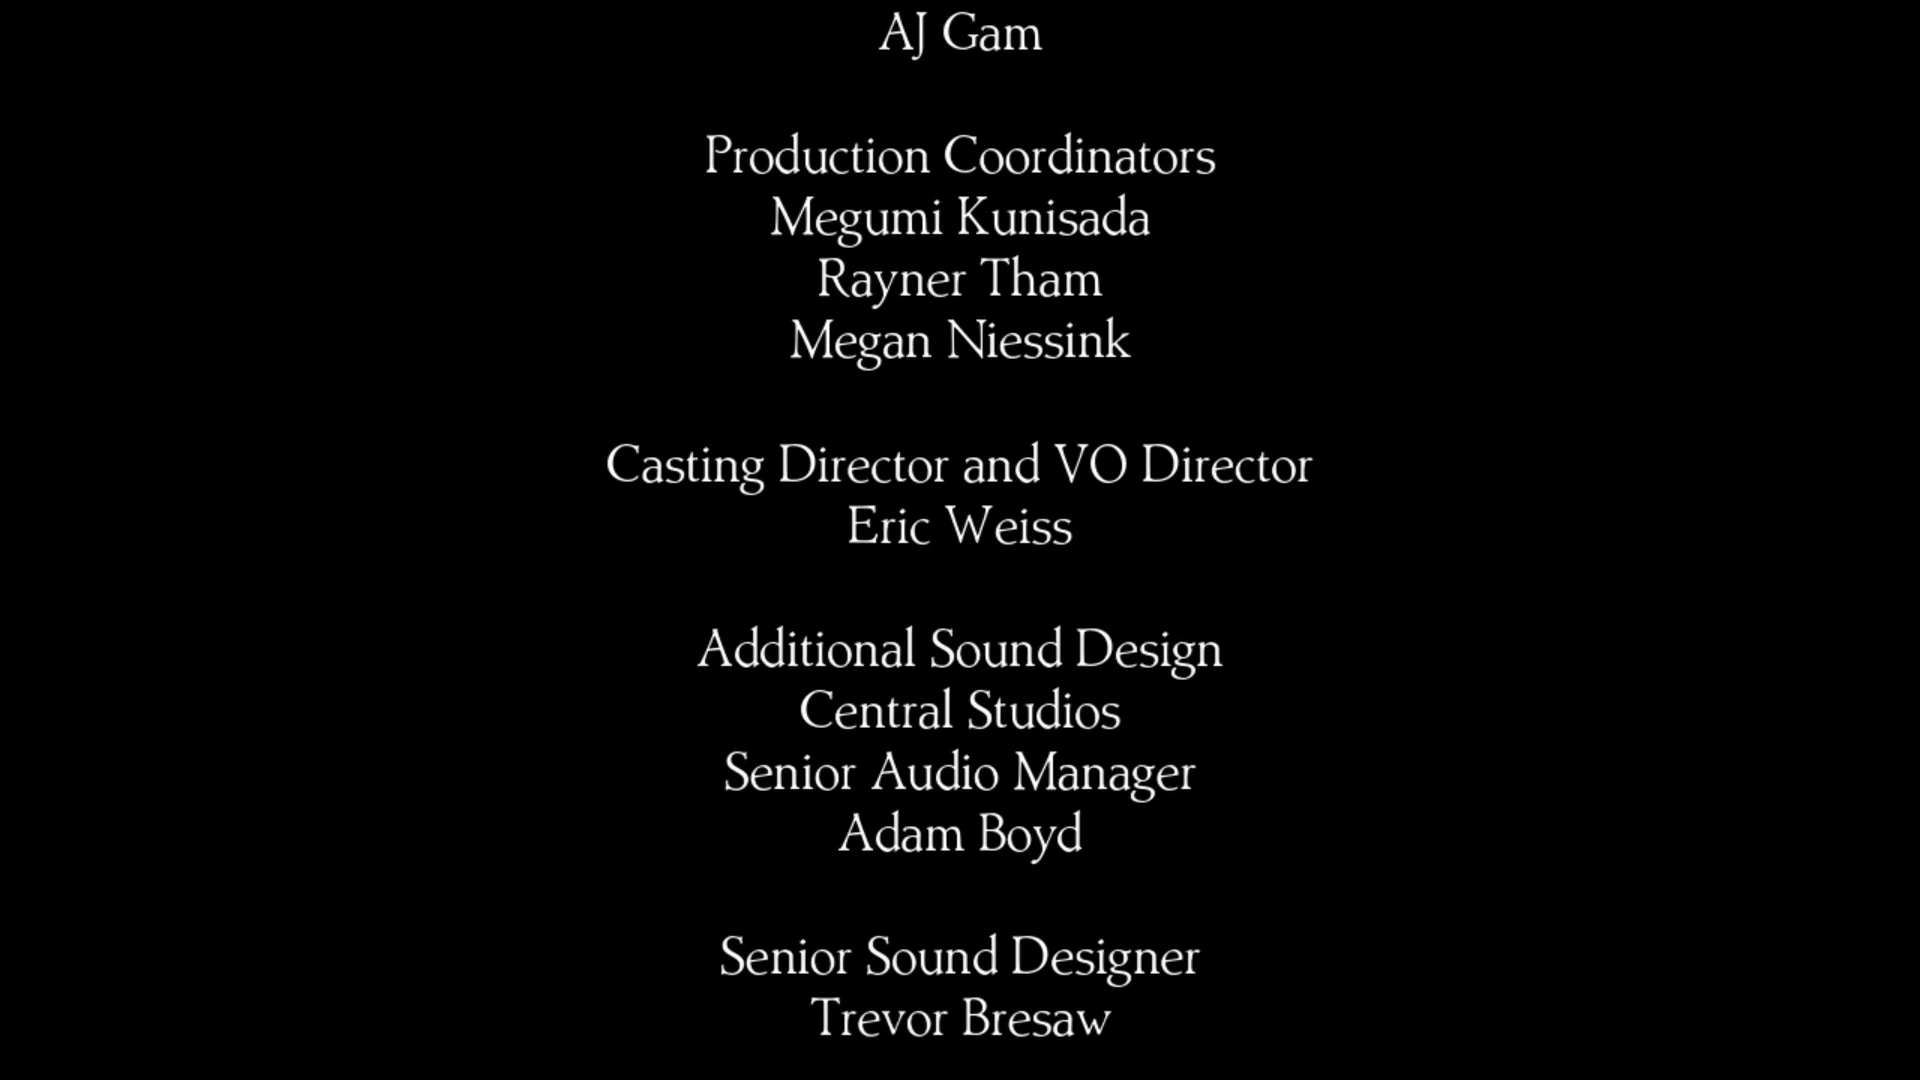 AJ Gam
Production Coordinators
Megumi Kunisada
Rayner Tham
Megan Niessink
Casting Director and VO Director
Eric Weiss
Additional Sound Design
Central Studios
Senior Audio Manager
Adam Boyd
Senior Sound Designer
Trevor Bresaw